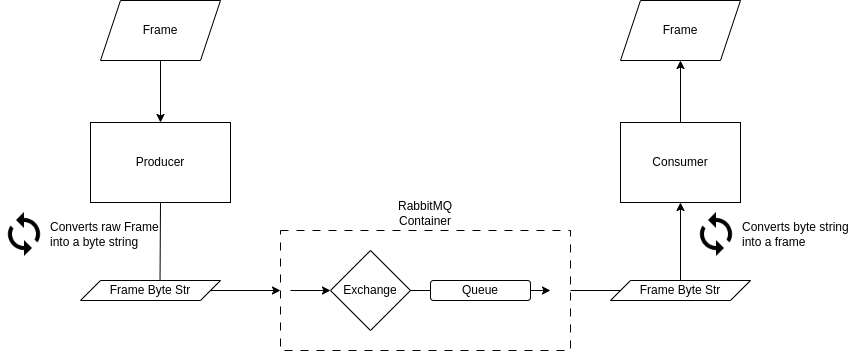 Frame
Frame
Producer
Consumer
RabbitMQ
Container
Converts raw Frame
into a byte string
Converts byte string
into a frame
Frame Byte Str
Exchange
Queue
Frame Byte Str